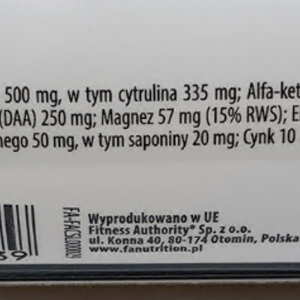 500 mg, w tym cytrulina 335 mg; Alfa-ket
(DAA) 250 mg; Magnez 57 mg (15% RWS); E
nego 50 mg, w tym saponiny 20 mg; Cynk 10
Wyprodukowano w UE
Fitness Authority® Sp. z o.o.
ul. Konna 40, 80-174 Otomin, Polska
www.fanutrition.pl
39